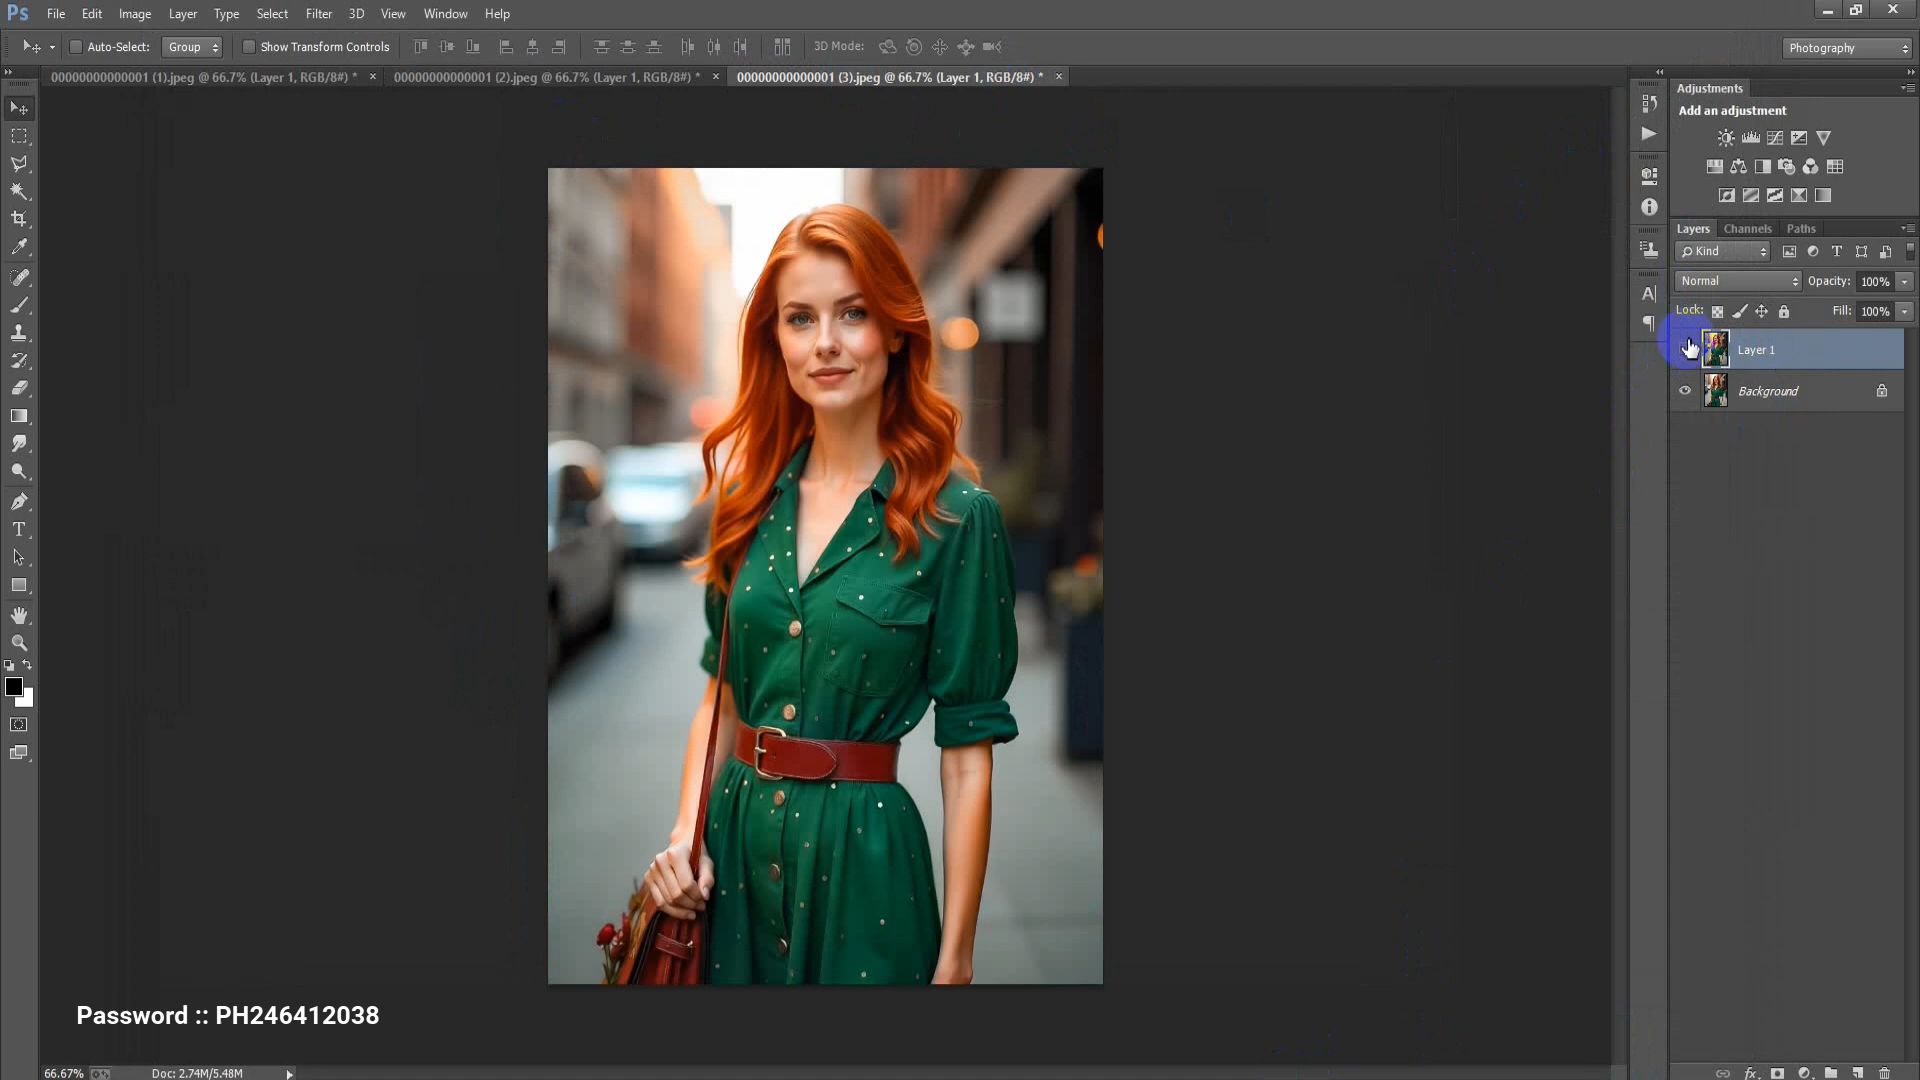 Ps File Edit Image Layer Type Select Filter 3D View Window Help
Auto-Select: Group Show Transform Controls 3D Mode: Photography
00000000000001 (1).jpeg @ 66.7% (Layer 1, RGB/8#) * × 00000000000001 (2).jpeg @ 66.7% (Layer 1, RGB/8#) * × 00000000000001 (3).jpeg @ 66.7% (Layer 1, RGB/8#) * ×
Adjustments
Add an adjustment
Layers Channels Paths
Kind
Normal Opacity: 100%
Lock: Fill: 100%
Layer 1
Background
Password :: PH246412038
66.67% Doc: 2.74M/5.48M